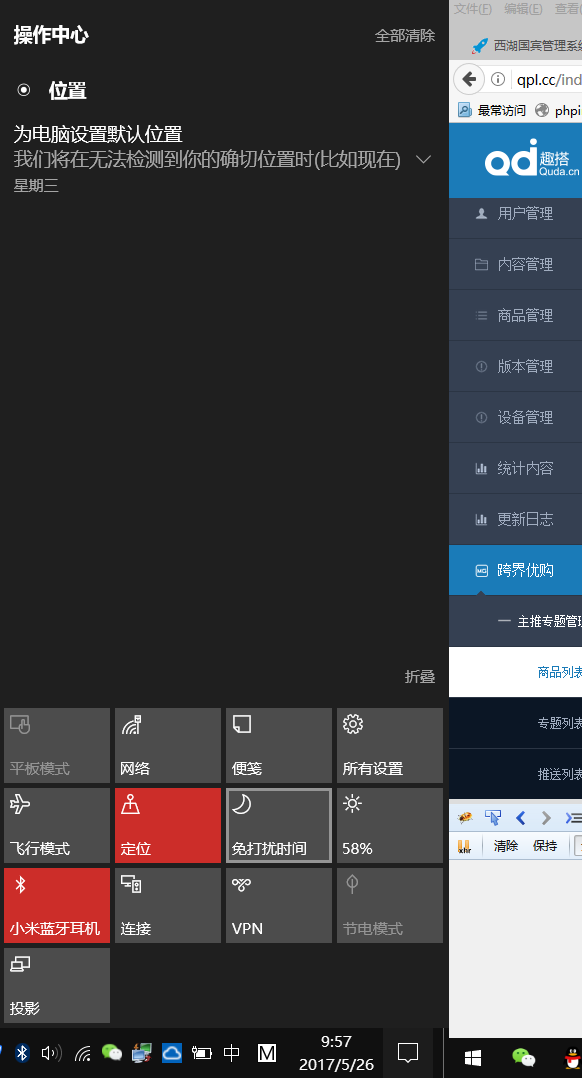 操作中心
全部清除
位置
为电脑设置默认位置
我们将在无法检测到你的确切位置时(比如现在)
星期三
折叠
平板模式
网络
便笺
所有设置
飞行模式
定位
免打扰时间
58%
小米蓝牙耳机
连接
VPN
节电模式
投影
中
M
9:57
2017/5/26
文件(F) 编辑(E) 查看(
西湖国宾管理系
qpl.cc/ind
最常访问
phpi
趣搭
Quda.cn
用户管理
内容管理
商品管理
版本管理
设备管理
统计内容
更新日志
跨界优购
主推专题管
商品列
专题列
推送列
清除
保持